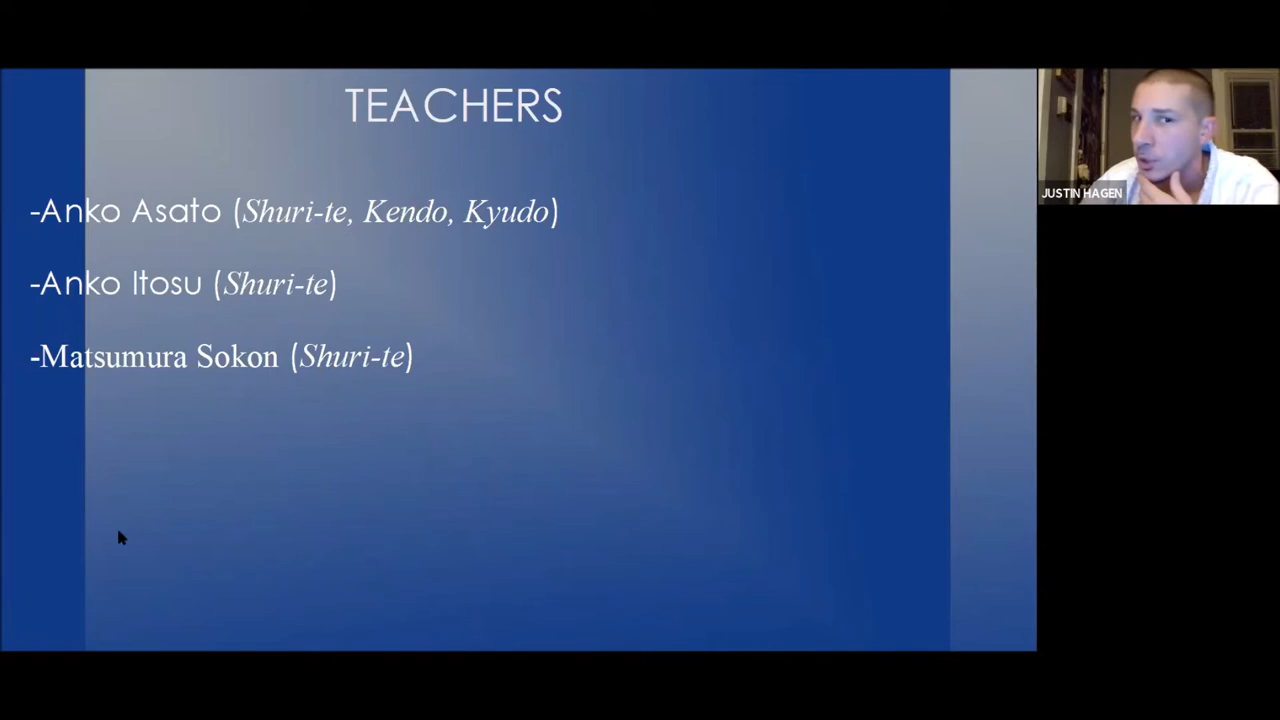 TEACHERS
-Anko Asato (Shuri-te, Kendo, Kyudo)
-Anko Itosu (Shuri-te)
-Matsumura Sokon (Shuri-te)
JUSTIN HAGEN